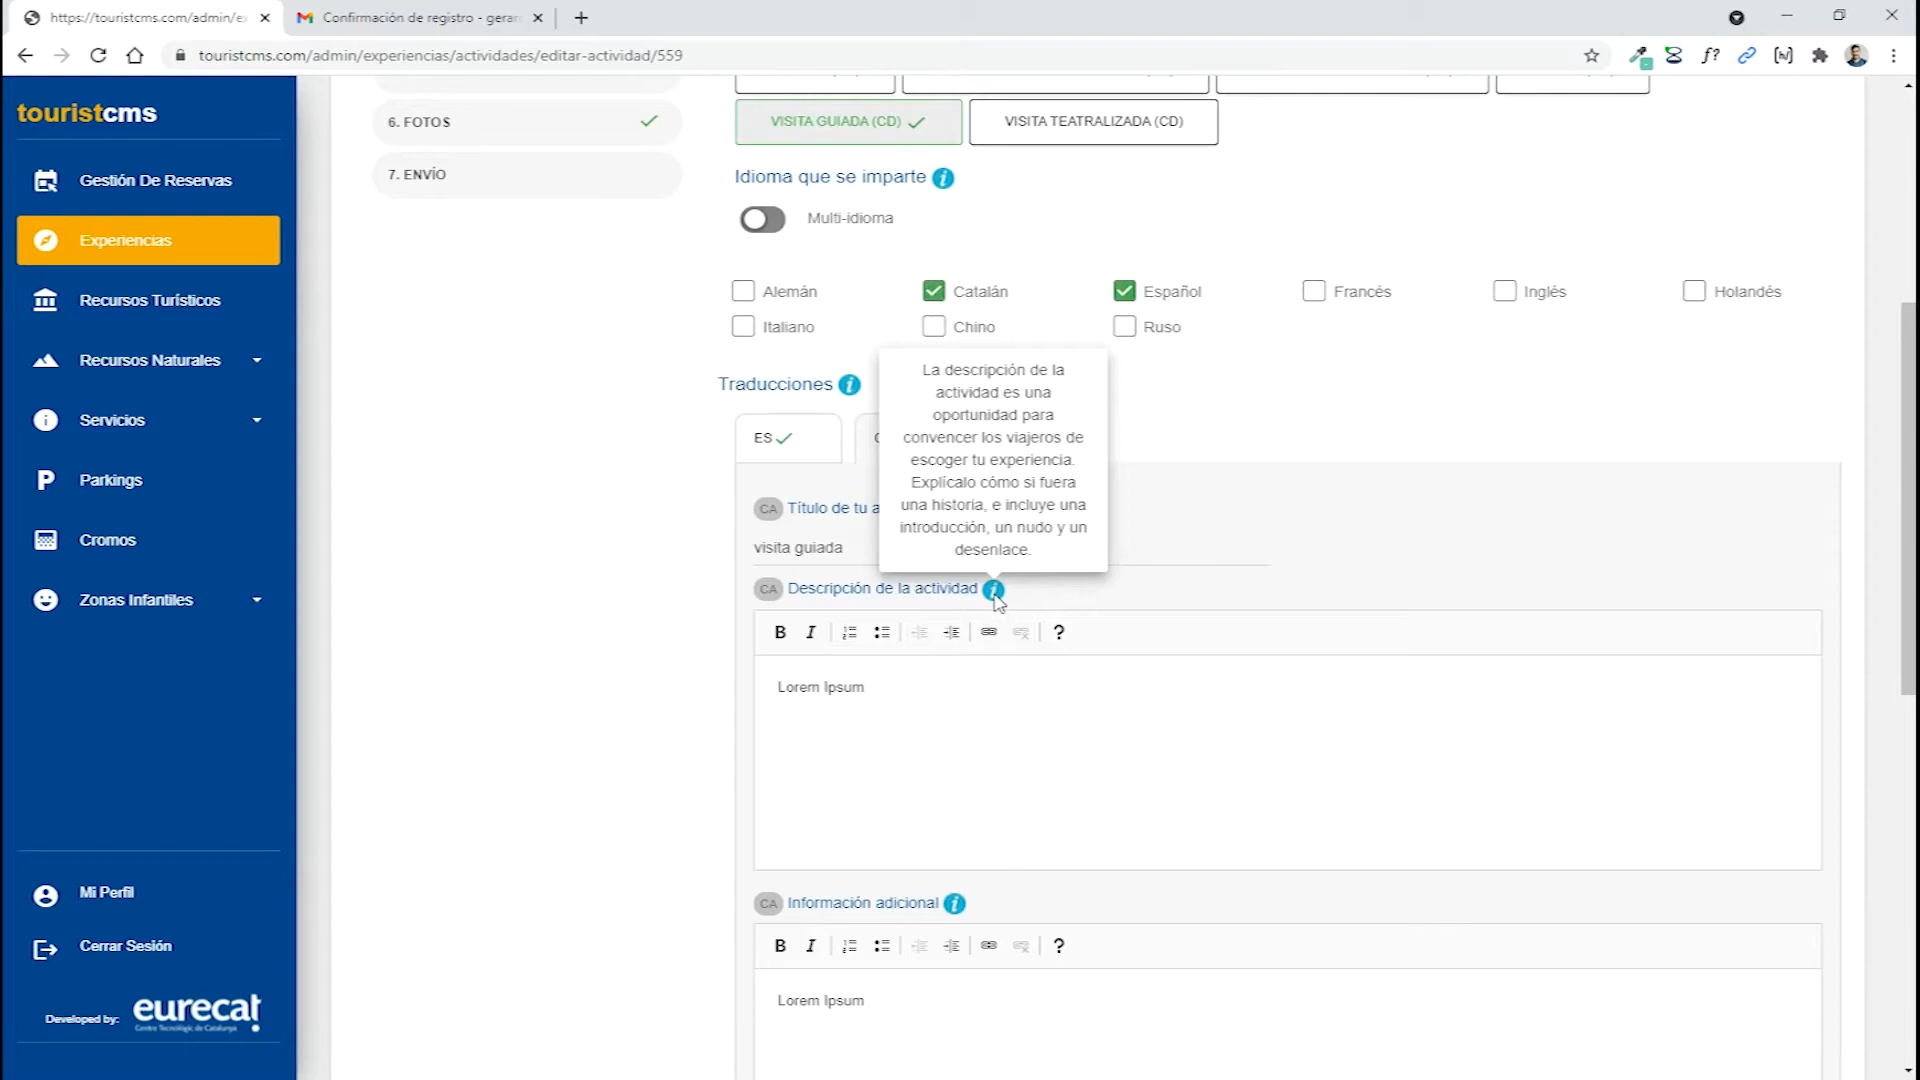 https://touristcms.com/admin/e
Confirmación de registro - gerar
touristcms.com/admin/experiencias/actividades/editar-actividad/559
f?
touristcms
Gestión De Reservas
Experiencias
Recursos Turísticos
Recursos Naturales
Servicios
Parkings
Cromos
Zonas Infantiles
Mi Perfil
Cerrar Sesión
Developed by:
eurecat
Centre Tecnològic de Catalunya
6. FOTOS
7. ENVÍO
VISITA GUIADA (CD)
VISITA TEATRALIZADA (CD)
Idioma que se imparte
Multi-idioma
Alemán
Catalán
Español
Francés
Inglés
Holandés
Italiano
Chino
Ruso
Traducciones
ES
La descripción de la
actividad es una
oportunidad para
convencer los viajeros de
escoger tu experiencia.
Explícalo cómo si fuera
una historia, e incluye una
introducción, un nudo y un
desenlace.
CA Título de tu a
visita guiada
CA Descripción de la actividad
B I ?
Lorem Ipsum
CA Información adicional
B I ?
Lorem Ipsum